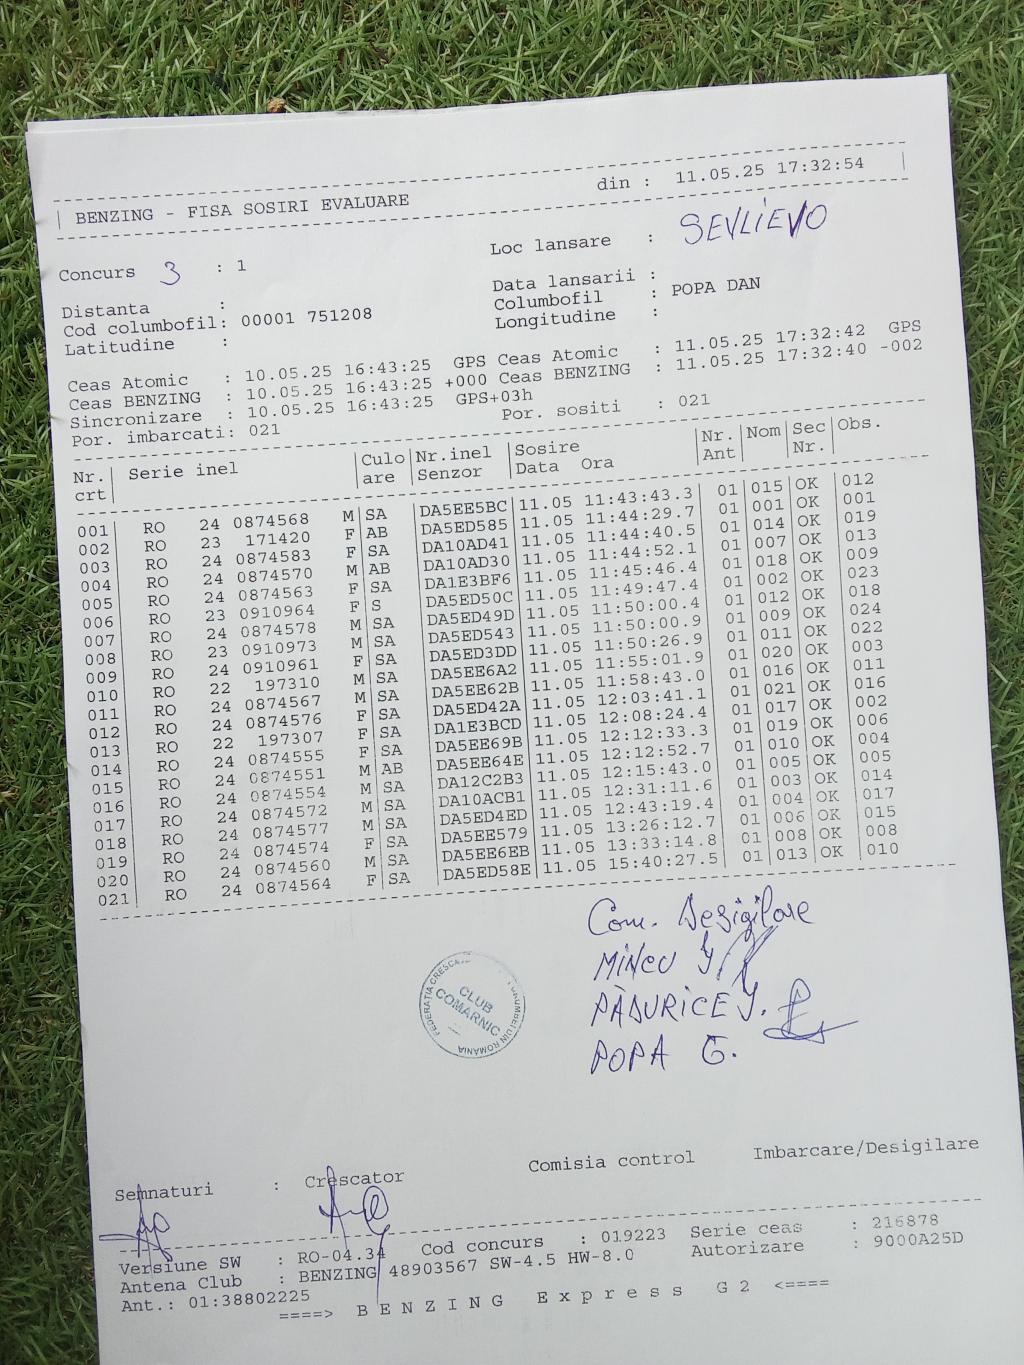 BENZING - FISA SOSIRI EVALUARE din : 11.05.25 17:32:54
Concurs 3 : 1 Loc lansare : SEVLIEVO
Distanta : Data lansarii :
Cod columbofil: 00001 751208 Columbofil : POPA DAN
Latitudine : Longitudine :
Ceas Atomic : 10.05.25 16:43:25 GPS Ceas Atomic : 11.05.25 17:32:42 GPS
Ceas BENZING : 10.05.25 16:43:25 +000 Ceas BENZING : 11.05.25 17:32:40 -002
Sincronizare : 10.05.25 16:43:25 GPS+03h
Por. imbarcati: 021 Por. sositi : 021
Nr. Serie inel Culo Nr.inel Sosire Nr. Nom Sec Obs.
crt are Senzor Data Ora Ant Nr.
001 RO 24 0874568 M SA DA5EE5BC 11.05 11:43:43.3 01 015 OK 012
002 RO 23 171420 F AB DA5ED585 11.05 11:44:29.7 01 001 OK 001
003 RO 24 0874583 F SA DA10AD41 11.05 11:44:40.5 01 014 OK 019
004 RO 24 0874570 M AB DA10AD30 11.05 11:44:52.1 01 007 OK 013
005 RO 24 0874563 F SA DA1E3BF6 11.05 11:45:46.4 01 018 OK 009
006 RO 23 0910964 F S DA5ED50C 11.05 11:49:47.4 01 002 OK 023
007 RO 24 0874578 M SA DA5ED49D 11.05 11:50:00.4 01 012 OK 018
008 RO 23 0910973 M SA DA5ED543 11.05 11:50:00.9 01 009 OK 024
009 RO 24 0910961 F SA DA5ED3DD 11.05 11:50:26.9 01 011 OK 022
010 RO 22 197310 M SA DA5EE6A2 11.05 11:55:01.9 01 020 OK 003
011 RO 24 0874567 M SA DA5EE62B 11.05 11:58:43.0 01 016 OK 011
012 RO 24 0874576 F SA DA5ED42A 11.05 12:03:41.1 01 021 OK 016
013 RO 22 197307 F SA DA1E3BCD 11.05 12:08:24.4 01 017 OK 002
014 RO 24 0874555 F SA DA5EE69B 11.05 12:12:33.3 01 019 OK 006
015 RO 24 0874551 M AB DA5EE64E 11.05 12:12:52.7 01 010 OK 004
016 RO 24 0874554 M SA DA12C2B3 11.05 12:15:43.0 01 005 OK 005
017 RO 24 0874572 M SA DA10ACB1 11.05 12:31:11.6 01 003 OK 014
018 RO 24 0874577 M SA DA5ED4ED 11.05 12:43:19.4 01 004 OK 017
019 RO 24 0874574 F SA DA5EE579 11.05 13:26:12.7 01 006 OK 015
020 RO 24 0874560 M SA DA5EE6EB 11.05 13:33:14.8 01 008 OK 008
021 RO 24 0874564 F SA DA5ED58E 11.05 15:40:27.5 01 013 OK 010
Com. Desigilare
MINCU Y
PĂDURICE Y.
POPA G.
CLUB
COMARNIC
DIN ROMANIA
Semnaturi : Crescator Comisia control Imbarcare/Desigilare
Versiune SW : RO-04.34 Cod concurs : 019223 Serie ceas : 216878
Antena Club : BENZING 48903567 SW-4.5 HW-8.0 Autorizare : 9000A25D
Ant.: 01:38802225
====> BENZING Express G2 <====